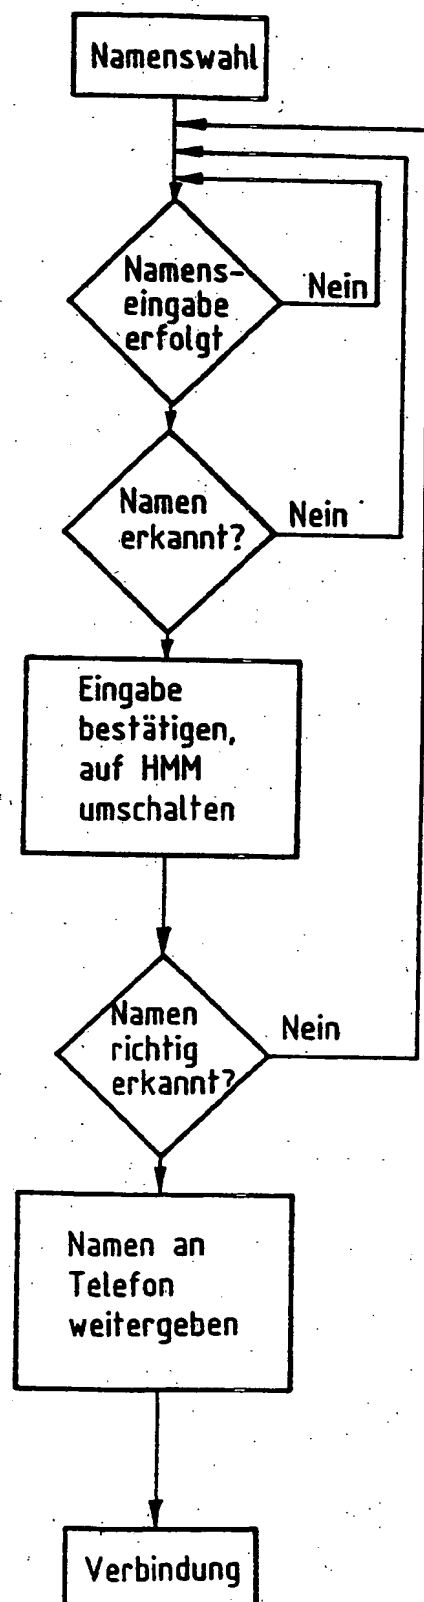 Namenswahl
Namens-
eingabe
erfolgt
Nein
Namen
erkannt?
Nein
Eingabe
bestätigen,
auf HMM
umschalten
Namen
richtig
erkannt?
Nein
Namen an
Telefon
weitergeben
Verbindung